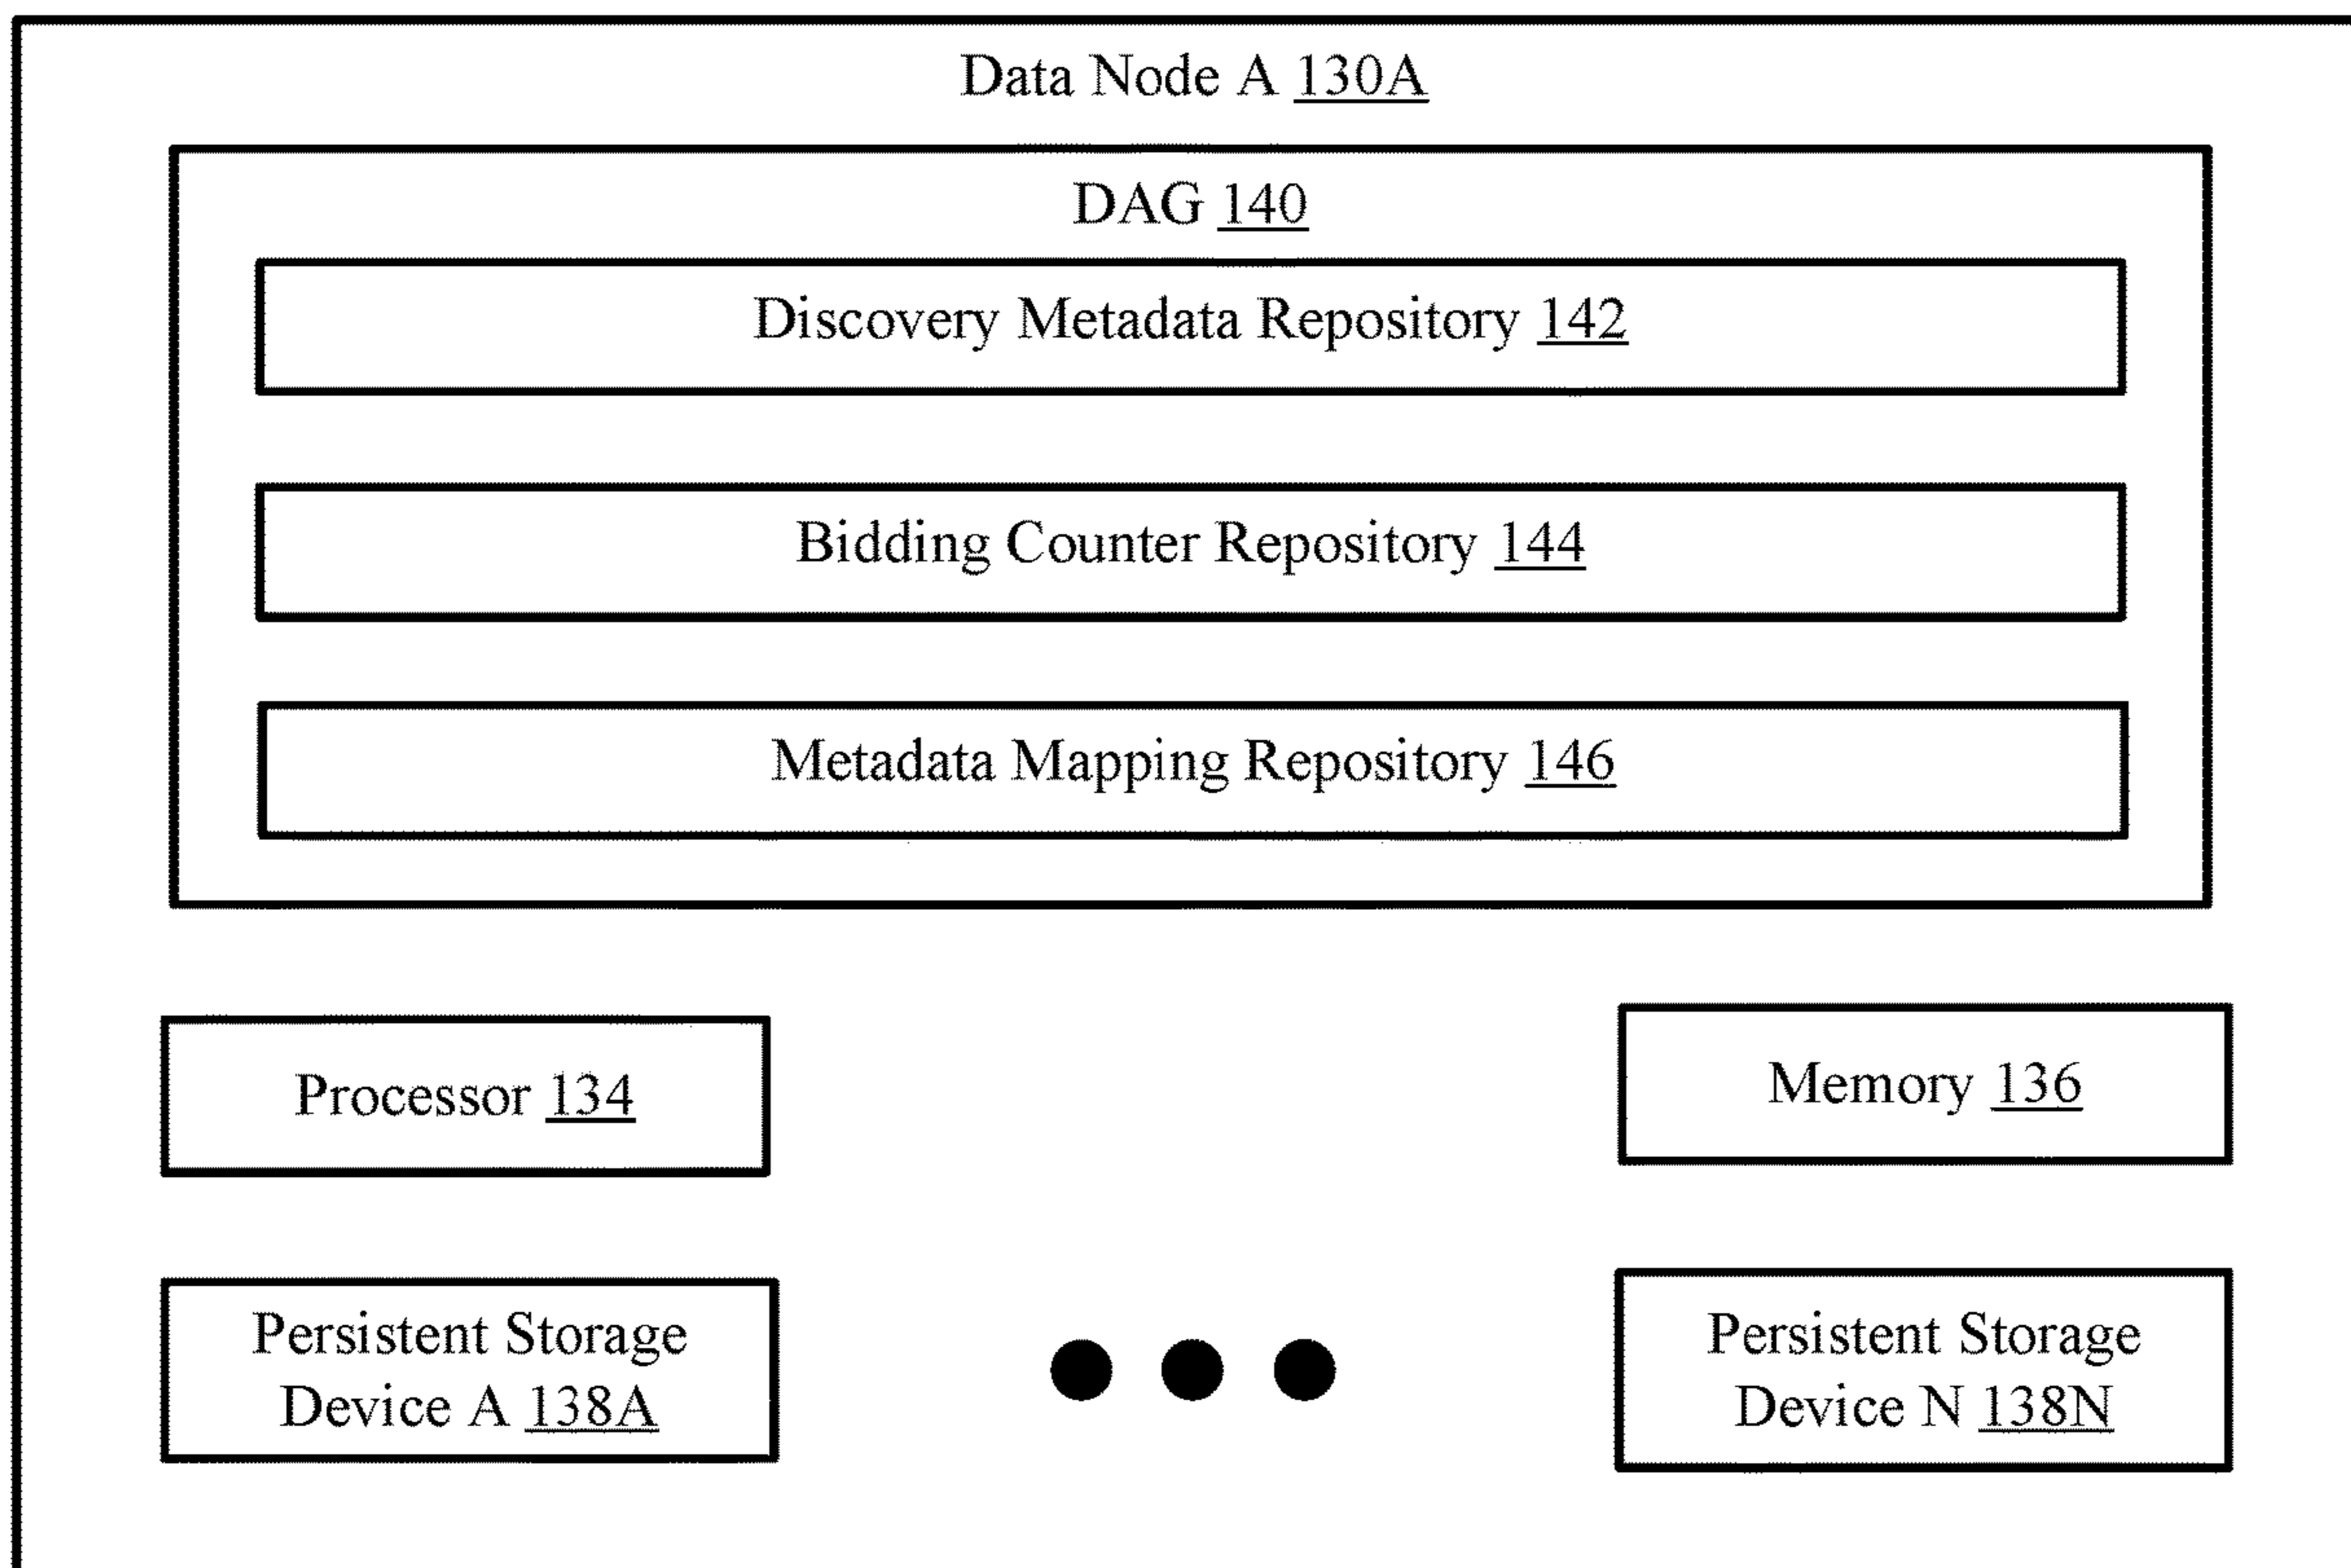 Data Node A 130A
DAG 140
Discovery Metadata Repository 142
Bidding Counter Repository 144
Metadata Mapping Repository 146
Processor 134
Memory 136
Persistent Storage
Device A 138A
Persistent Storage
Device N 138N